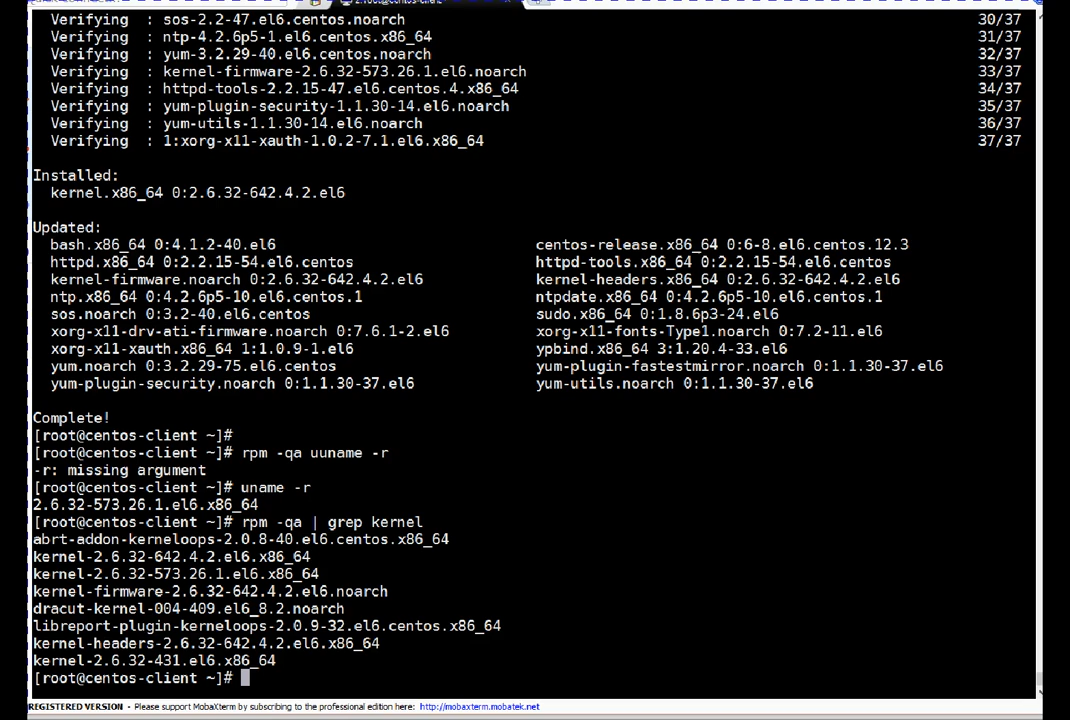 Verifying : sos-2.2-47.el6.centos.noarch 30/37
Verifying : ntp-4.2.6p5-1.el6.centos.x86_64 31/37
Verifying : yum-3.2.29-40.el6.centos.noarch 32/37
Verifying : kernel-firmware-2.6.32-573.26.1.el6.noarch 33/37
Verifying : httpd-tools-2.2.15-47.el6.centos.4.x86_64 34/37
Verifying : yum-plugin-security-1.1.30-14.el6.noarch 35/37
Verifying : yum-utils-1.1.30-14.el6.noarch 36/37
Verifying : 1:xorg-x11-xauth-1.0.2-7.1.el6.x86_64 37/37
Installed:
kernel.x86_64 0:2.6.32-642.4.2.el6
Updated:
bash.x86_64 0:4.1.2-40.el6 centos-release.x86_64 0:6-8.el6.centos.12.3
httpd.x86_64 0:2.2.15-54.el6.centos httpd-tools.x86_64 0:2.2.15-54.el6.centos
kernel-firmware.noarch 0:2.6.32-642.4.2.el6 kernel-headers.x86_64 0:2.6.32-642.4.2.el6
ntp.x86_64 0:4.2.6p5-10.el6.centos.1 ntpdate.x86_64 0:4.2.6p5-10.el6.centos.1
sos.noarch 0:3.2-40.el6.centos sudo.x86_64 0:1.8.6p3-24.el6
xorg-x11-drv-ati-firmware.noarch 0:7.6.1-2.el6 xorg-x11-fonts-Type1.noarch 0:7.2-11.el6
xorg-x11-xauth.x86_64 1:1.0.9-1.el6 ypbind.x86_64 3:1.20.4-33.el6
yum.noarch 0:3.2.29-75.el6.centos yum-plugin-fastestmirror.noarch 0:1.1.30-37.el6
yum-plugin-security.noarch 0:1.1.30-37.el6 yum-utils.noarch 0:1.1.30-37.el6
Complete!
[root@centos-client ~]#
[root@centos-client ~]# rpm -qa uuname -r
-r: missing argument
[root@centos-client ~]# uname -r
2.6.32-573.26.1.el6.x86_64
[root@centos-client ~]# rpm -qa | grep kernel
abrt-addon-kerneloops-2.0.8-40.el6.centos.x86_64
kernel-2.6.32-642.4.2.el6.x86_64
kernel-2.6.32-573.26.1.el6.x86_64
kernel-firmware-2.6.32-642.4.2.el6.noarch
dracut-kernel-004-409.el6_8.2.noarch
libreport-plugin-kerneloops-2.0.9-32.el6.centos.x86_64
kernel-headers-2.6.32-642.4.2.el6.x86_64
kernel-2.6.32-431.el6.x86_64
[root@centos-client ~]#
REGISTERED VERSION - Please support MobaXterm by subscribing to the professional edition here: http://mobaxterm.mobatek.net